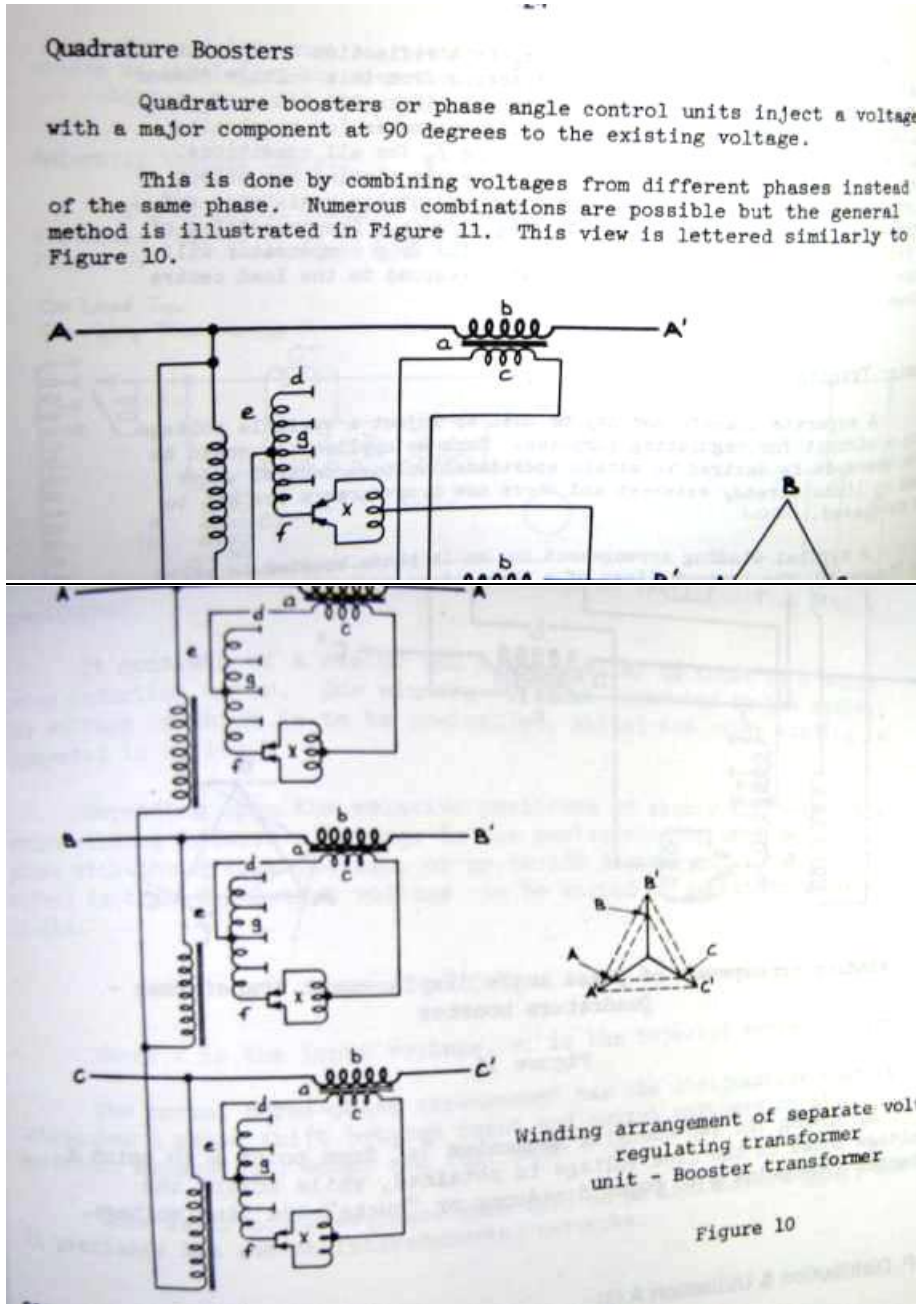 Quadrature Boosters
Quadrature boosters or phase angle control units inject a voltage
with a major component at 90 degrees to the existing voltage.
This is done by combining voltages from different phases instead
of the same phase. Numerous combinations are possible but the general
method is illustrated in Figure 11. This view is lettered similarly to
Figure 10.
A b A'
a
c
d
e
g
x
f
B
b
A A
a c
d
e
g
x
f
b
B B'
a c
d
e
g
x
f
B'
B
A C
A' C'
b
C C'
a c
d
g
x
f
Winding arrangement of separate
regulating transformer
unit - Booster transformer
Figure 10